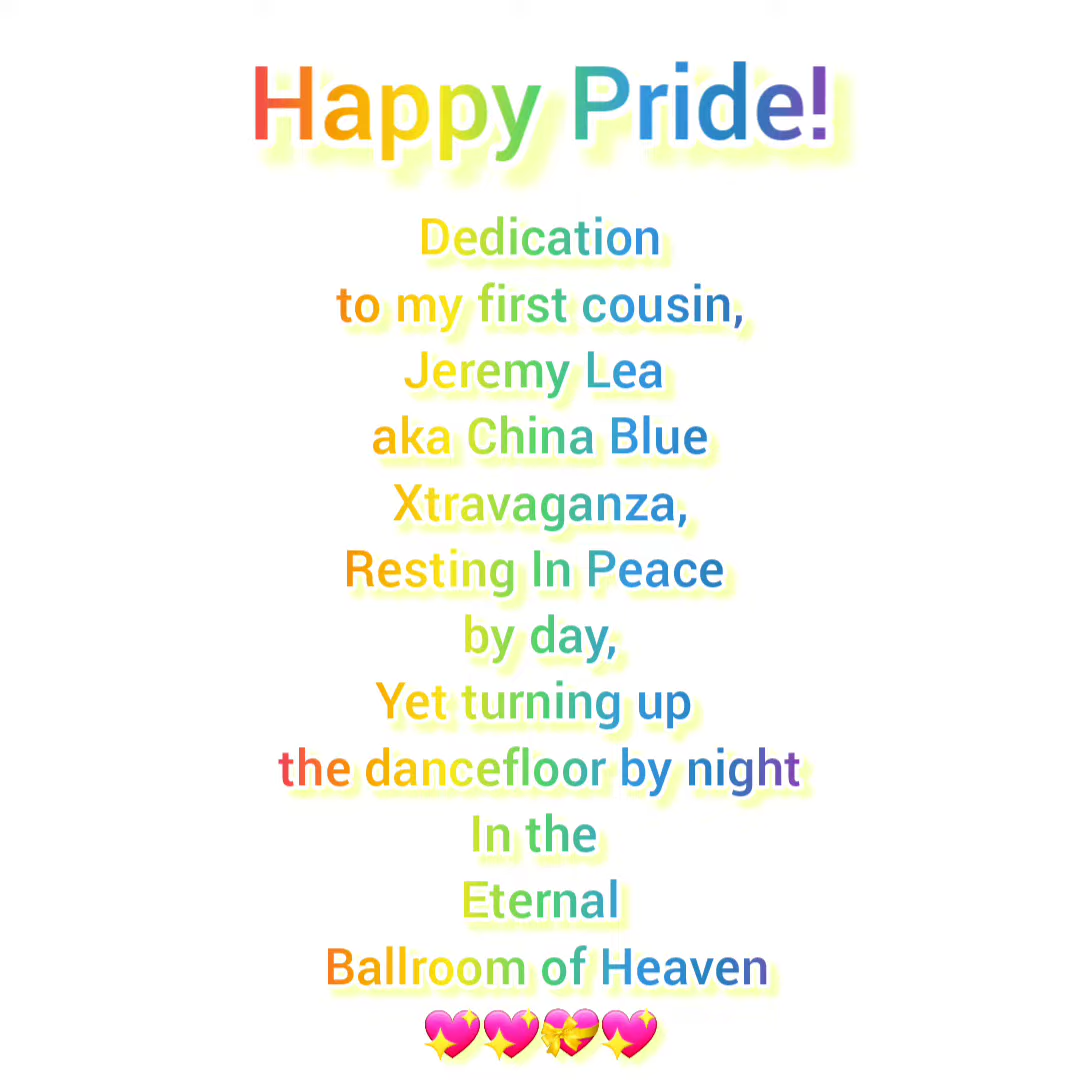 Happy Pride!
Dedication
to my first cousin,
Jeremy Lea
aka China Blue
Xtravaganza,
Resting In Peace
by day,
Yet turning up
the dancefloor by night
In the
Eternal
Ballroom of Heaven
💖💖💝💖